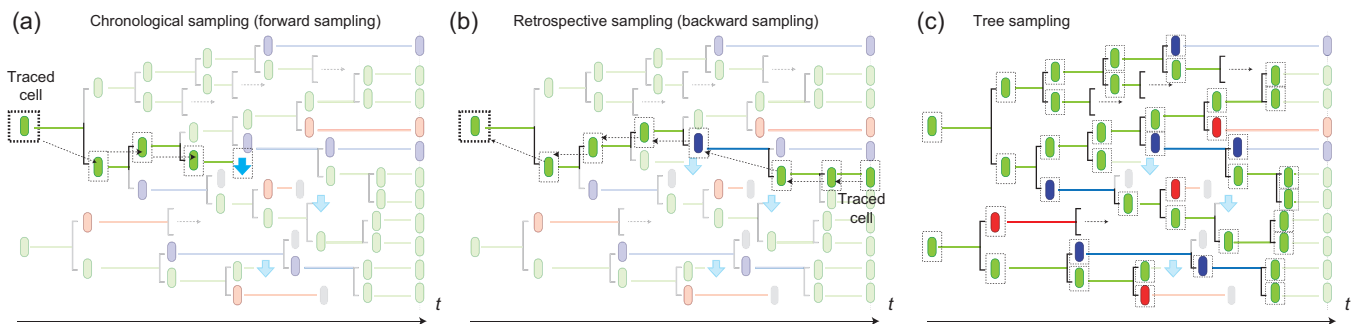 (a) Chronological sampling (forward sampling)
Traced
cell
t
(b) Retrospective sampling (backward sampling)
Traced
cell
t
(c) Tree sampling
t